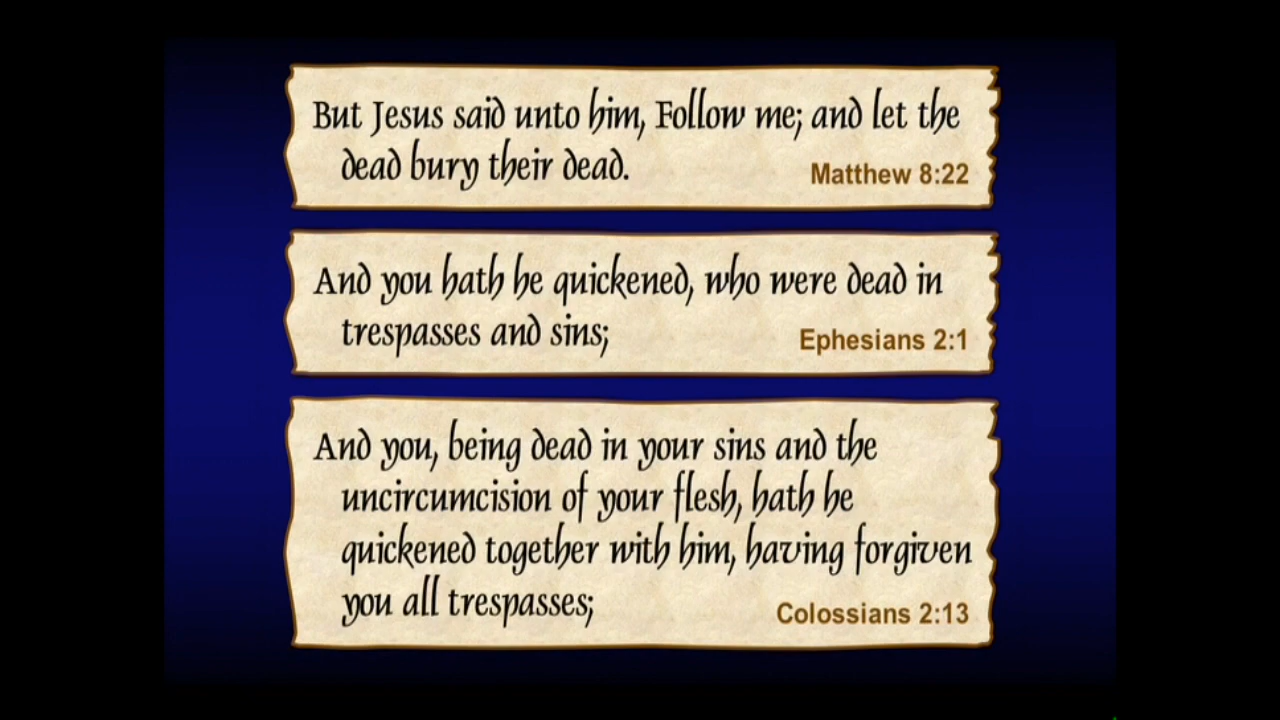 But Jesus said unto him, Follow me; and let the
dead bury their dead.
Matthew 8:22
And you hath he quickened, who were dead in
trespasses and sins;
Ephesians 2:1
And you, being dead in your sins and the
uncircumcision of your flesh, hath he
quickened together with him, having forgiven
you all trespasses;
Colossians 2:13